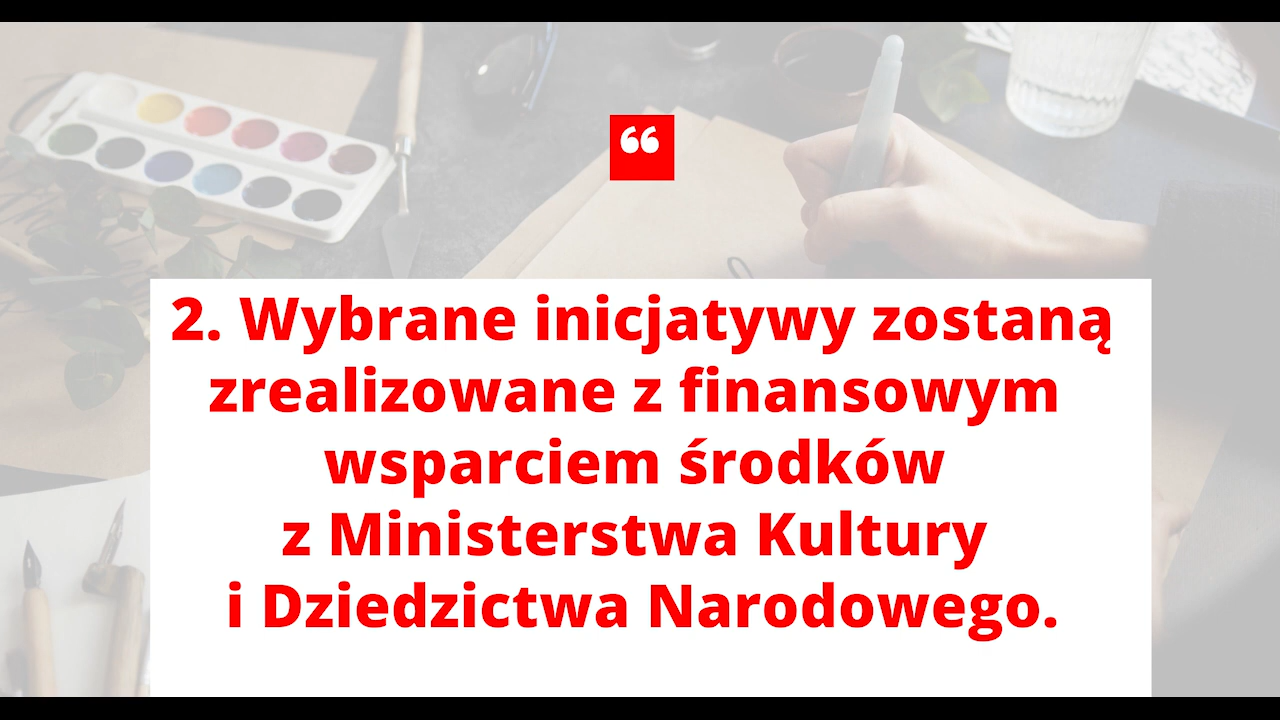 ❝
2. Wybrane inicjatywy zostaną
zrealizowane z finansowym
wsparciem środków
z Ministerstwa Kultury
i Dziedzictwa Narodowego.